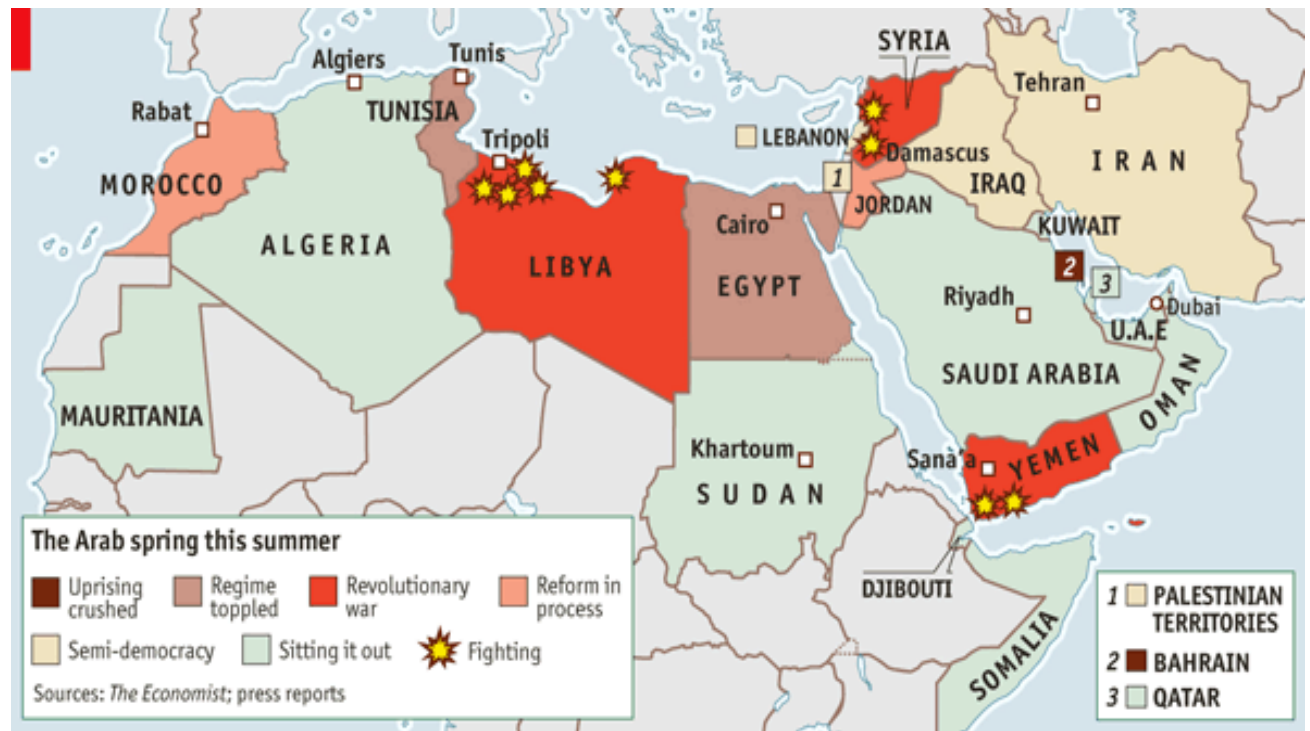 SYRIA
Tunis
Algiers
Tehran
Rabat
TUNISIA
Tripoli
LEBANON
Damascus
IRAN
MOROCCO
1
IRAQ
JORDAN
Cairo
KUWAIT
ALGERIA
LIBYA
2
EGYPT
3
Riyadh
Dubai
U.A.E
SAUDI ARABIA
OMAN
MAURITANIA
Khartoum
Sanà'a
YEMEN
SUDAN
DJIBOUTI
SOMALIA
The Arab spring this summer
Uprising
crushed
Regime
toppled
Revolutionary
war
Reform in
process
Semi-democracy
Sitting it out
Fighting
Sources: The Economist; press reports
1 PALESTINIAN
TERRITORIES
2 BAHRAIN
3 QATAR